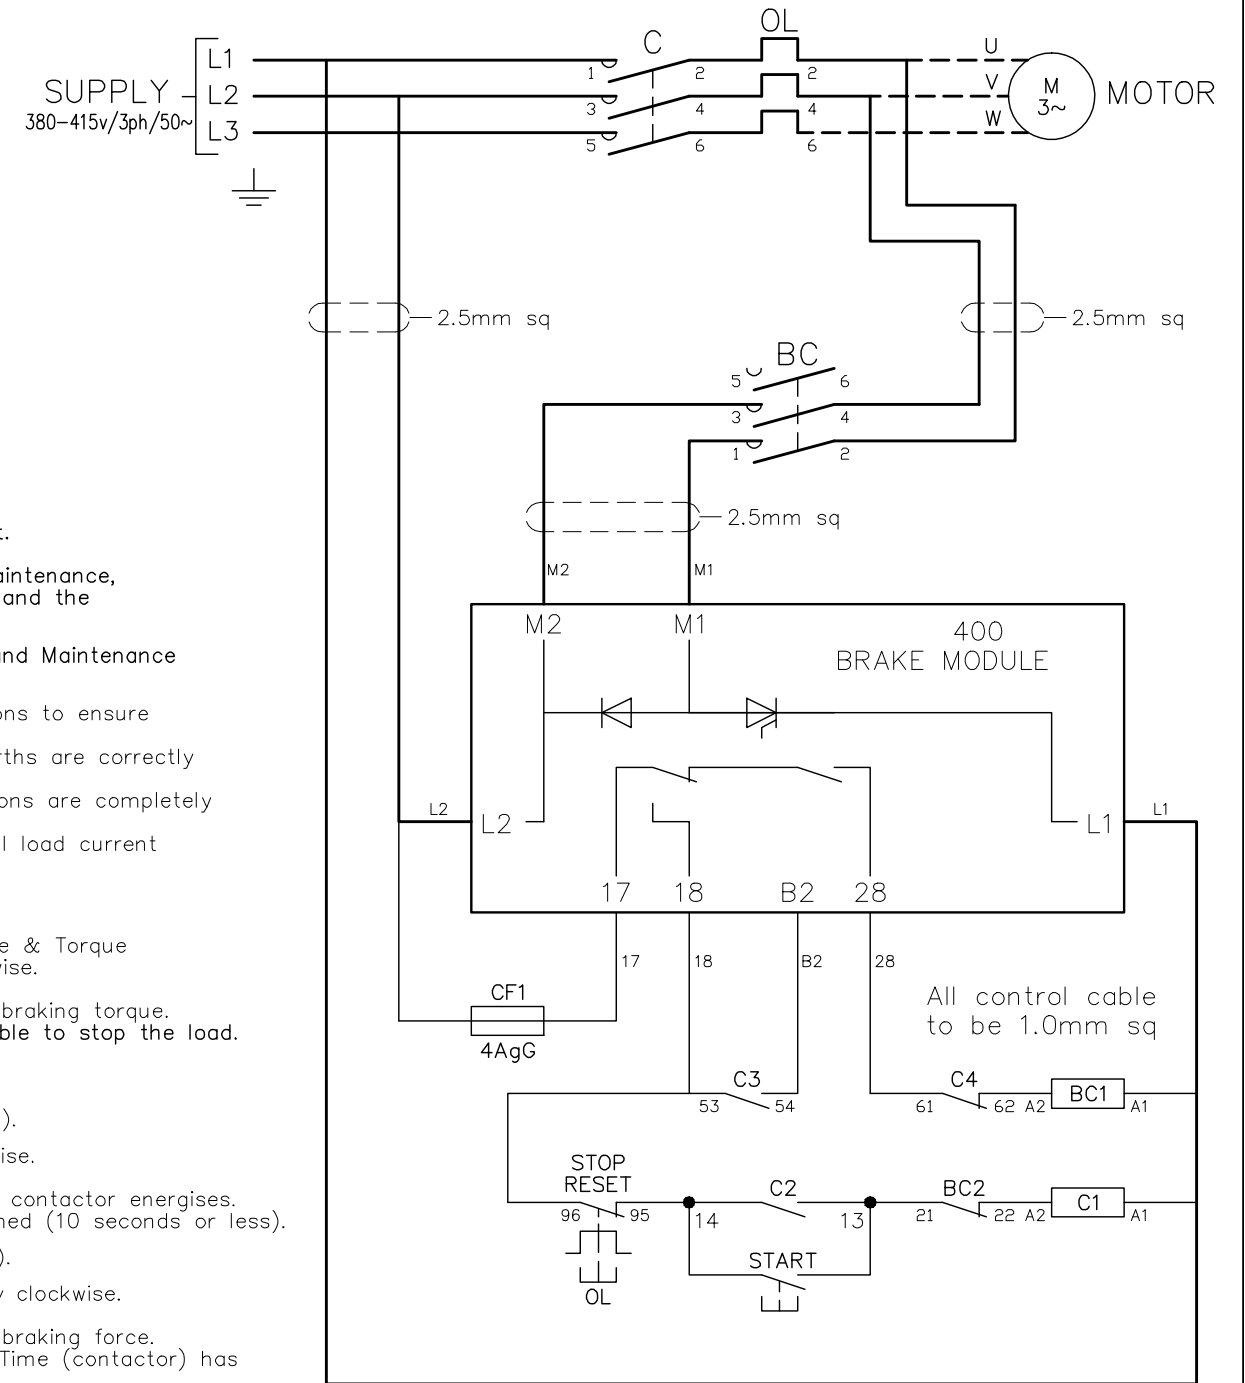 OL
C
L1
1
2
2
U
SUPPLY
L2
3
4
4
V
M
3~
MOTOR
380-415v/3ph/50~
L3
5
6
6
W
2.5mm sq
2.5mm sq
BC
5
6
3
4
1
2
2.5mm sq
M2
M1
M2
M1
400
BRAKE MODULE
L2
L2
L1
L1
17
18
B2
28
17
18
B2
28
CF1
4AgG
All control cable
to be 1.0mm sq
C3
53
54
C4
61
62
A2
BC1
A1
STOP
RESET
96
95
14
C2
13
BC2
21
22
A2
C1
A1
START
OL
t.
aintenance,
and the
nd Maintenance
ons to ensure
rths are correctly
ons are completely
l load current
e & Torque
wise.
braking torque.
ble to stop the load.
).
ise.
contactor energises.
ned (10 seconds or less).
).
y clockwise.
braking force.
Time (contactor) has